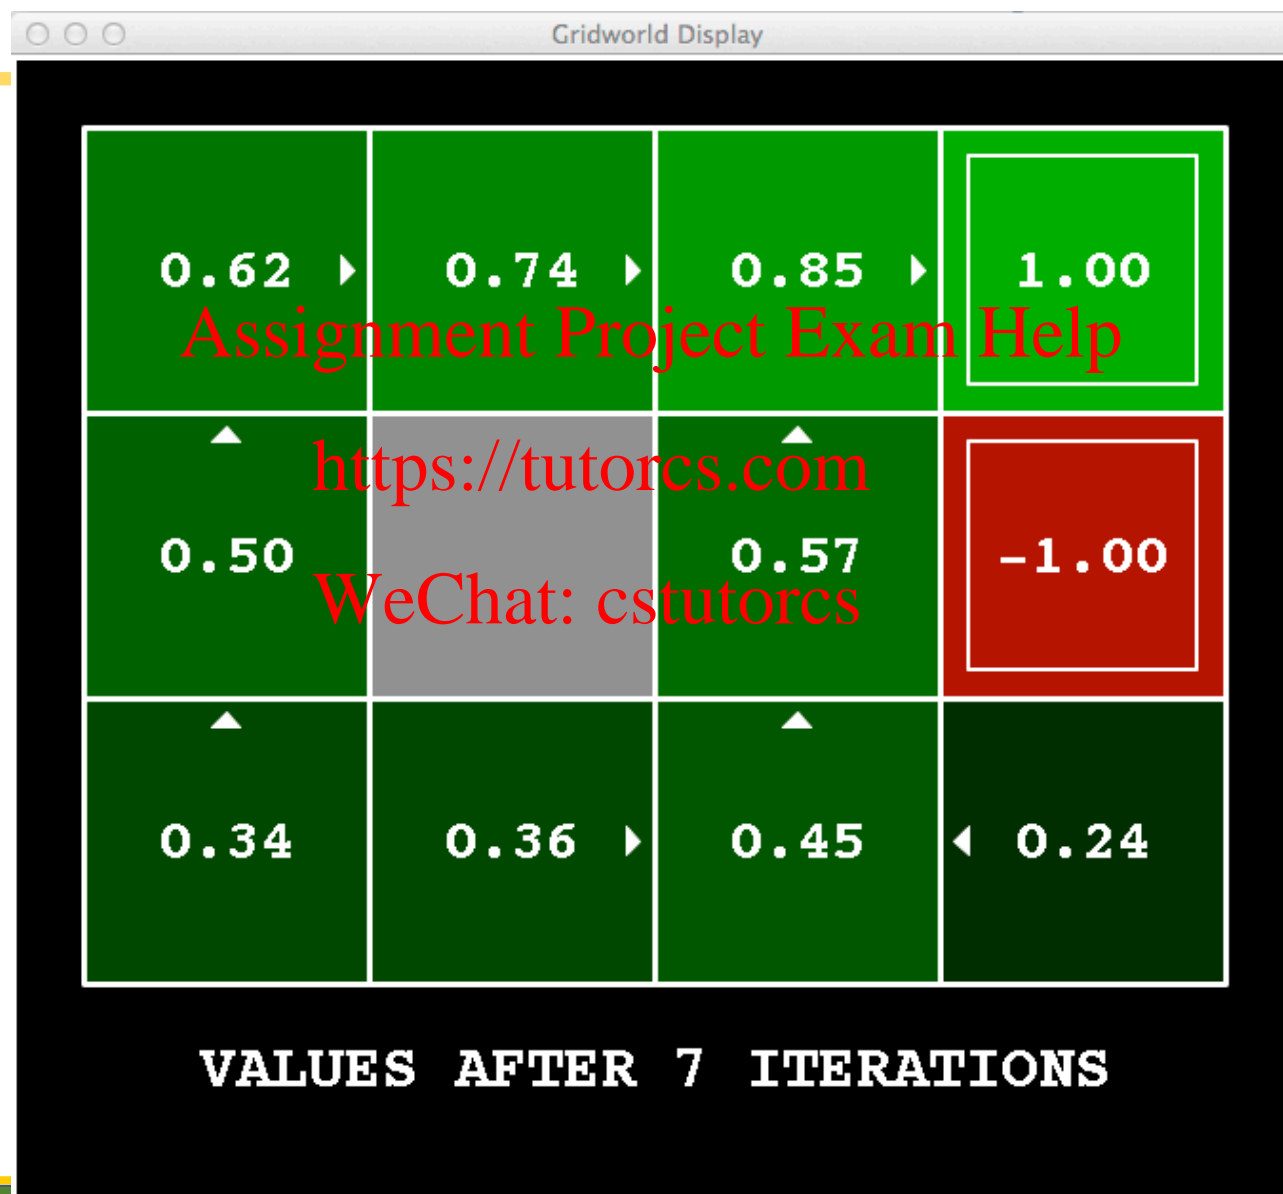 Gridworld Display
0.62 0.74 0.85 1.00
Assignment Project Exam Help
https://tutorcs.com
0.50 0.57 -1.00
WeChat: cstutorcs
0.34 0.36 0.45 0.24
VALUES AFTER 7 ITERATIONS